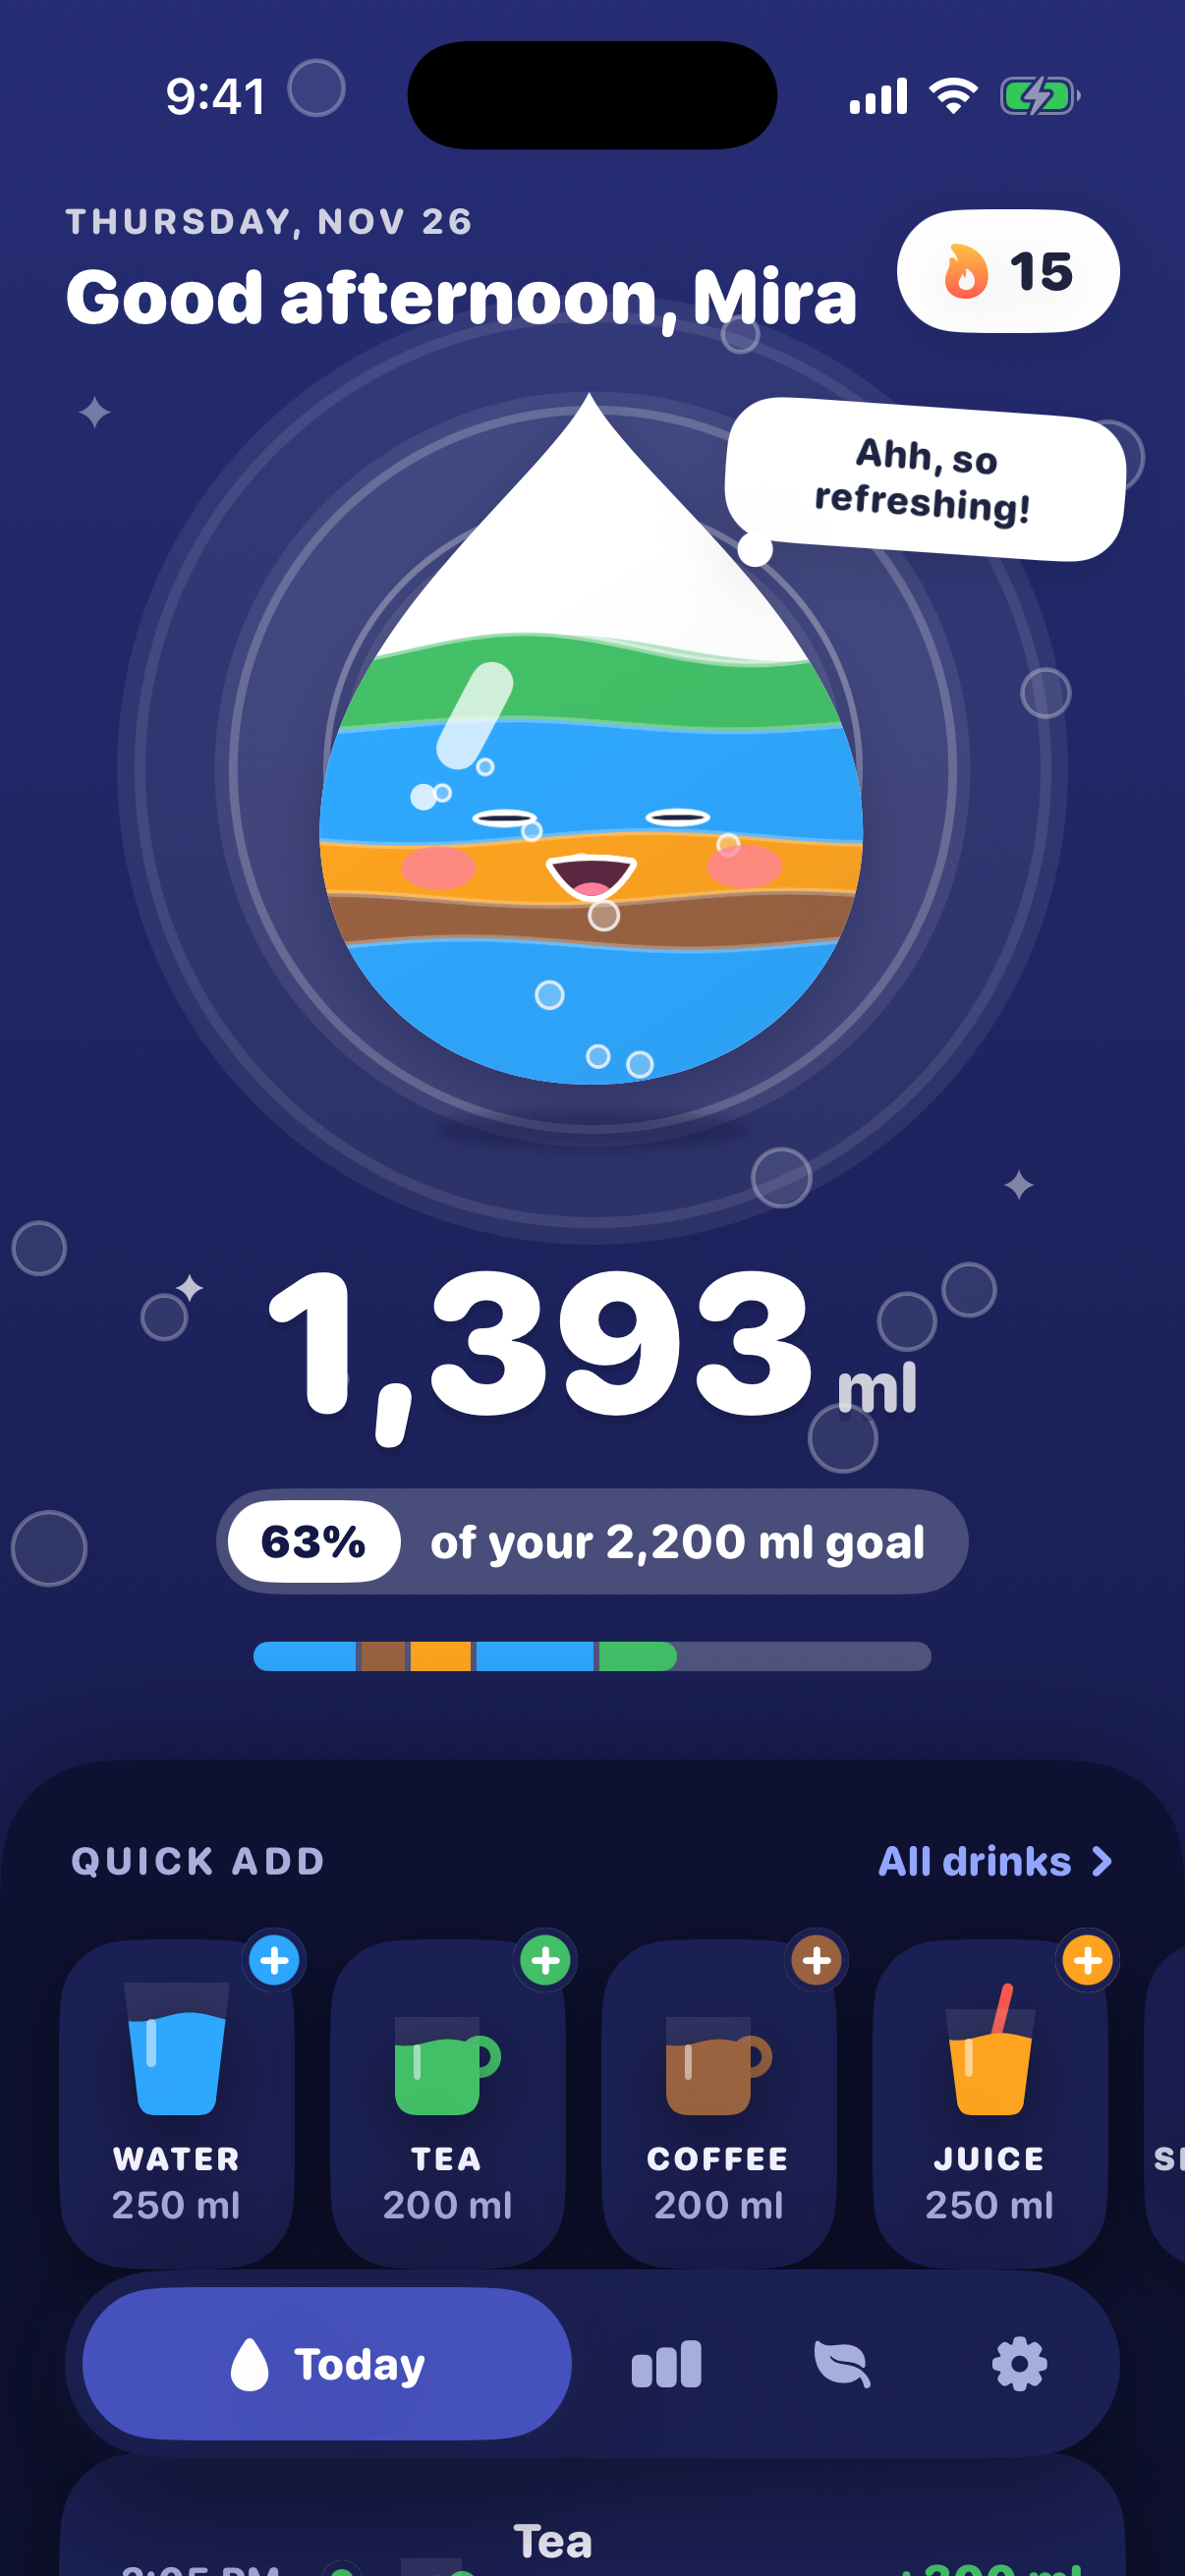 9:41
THURSDAY, NOV 26
Good afternoon, Mira
15
Ahh, so
refreshing!
1,393 ml
63% of your 2,200 ml goal
QUICK ADD
All drinks
WATER
250 ml
TEA
200 ml
COFFEE
200 ml
JUICE
250 ml
Today
Tea